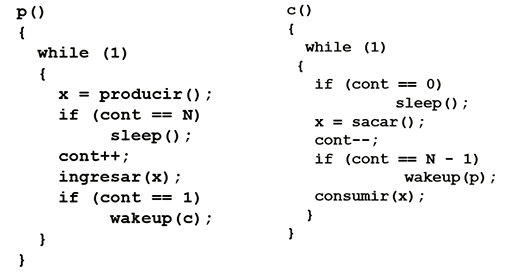 p()
{
while (1)
{
x = producir();
if (cont == N)
sleep();
cont++;
ingresar(x);
if (cont == 1)
wakeup(c);
}
}
c()
{
while (1)
{
if (cont == 0)
sleep();
x = sacar();
cont--;
if (cont == N - 1)
wakeup(p);
consumir(x);
}
}